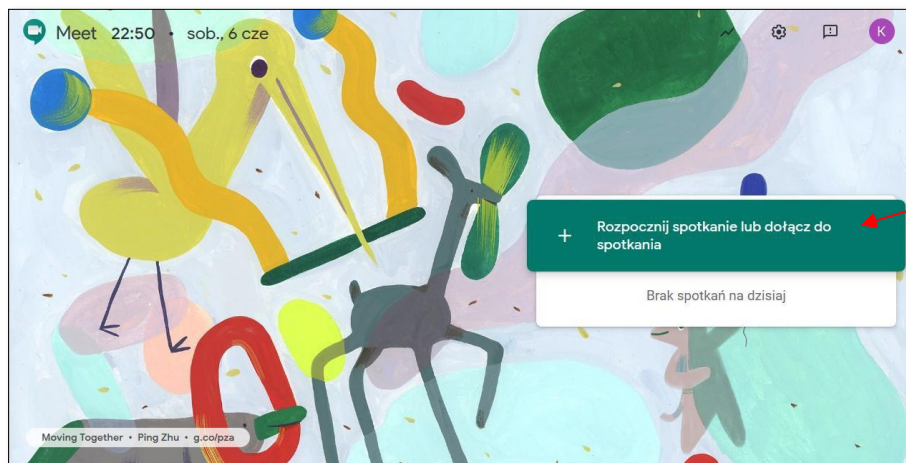 Meet 22:50 • sob., 6 cze
K
Rozpocznij spotkanie lub dołącz do
spotkania
Brak spotkań na dzisiaj
Moving Together • Ping Zhu • g.co/pza